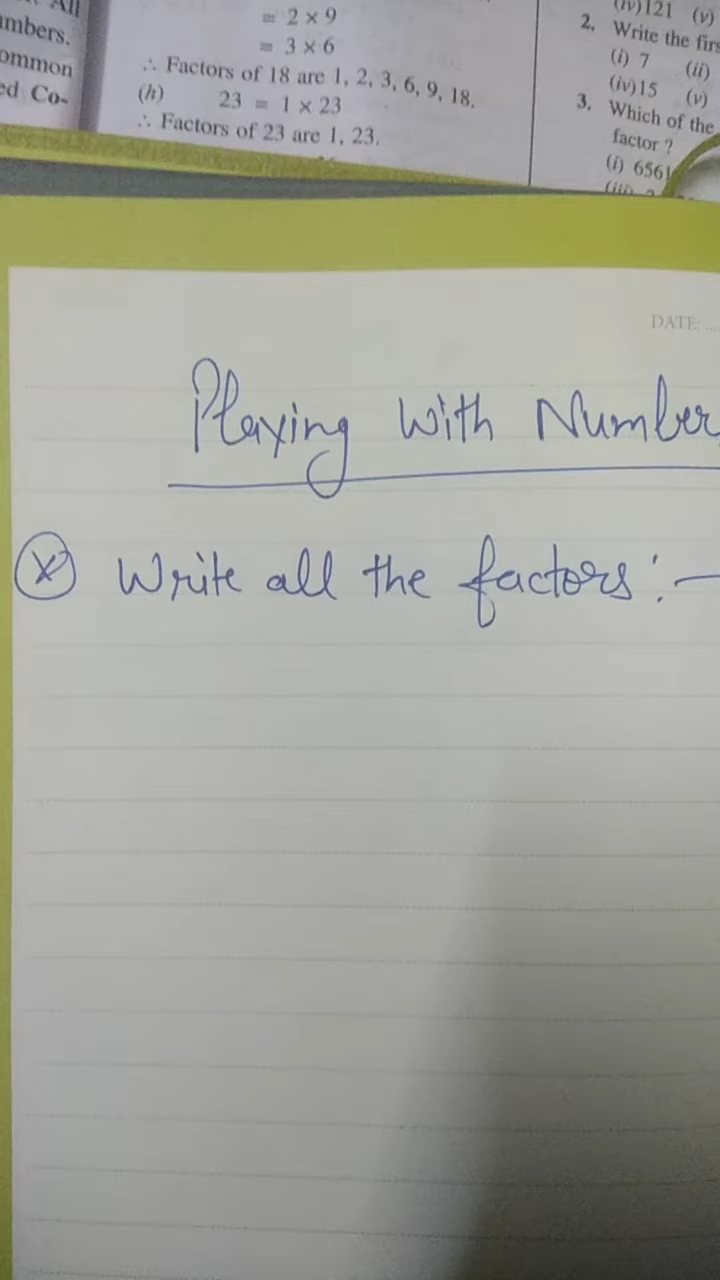 All
mbers.
ommon
ed Co-
= 2 × 9
= 3 × 6
∴ Factors of 18 are 1, 2, 3, 6, 9, 18.
(h) 23 = 1 × 23
∴ Factors of 23 are 1, 23.
(iv) 121 (v)
2. Write the firs
(i) 7 (ii)
(iv) 15 (v)
3. Which of the
factor ?
(i) 6561
DATE:
Playing With Number
(x) Write all the factors :-